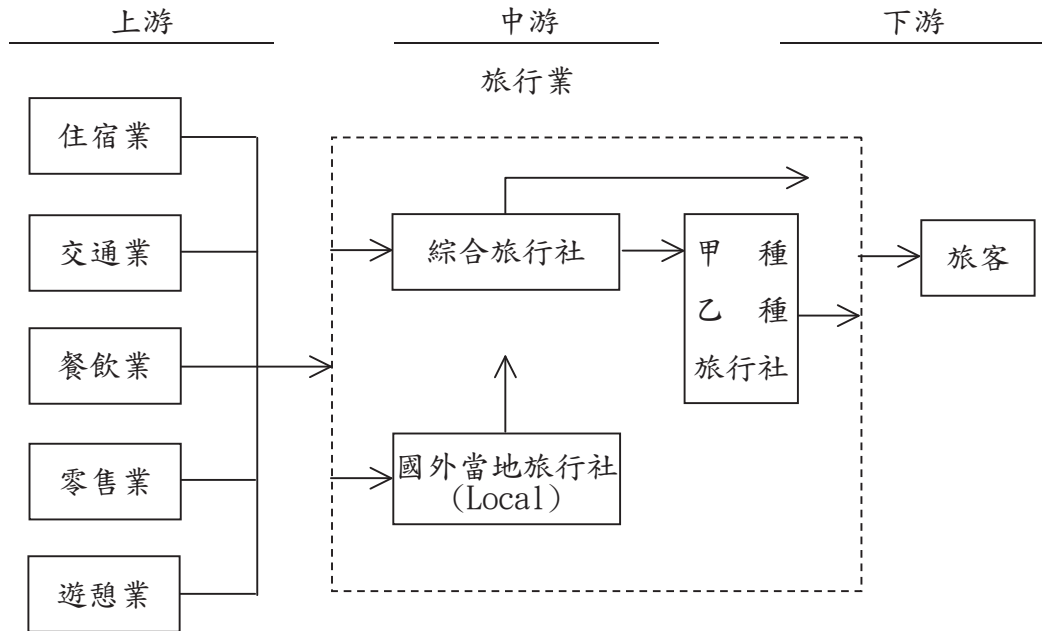 上游
中游
下游
旅行業
住宿業
交通業
餐飲業
零售業
遊憩業
綜合旅行社
國外當地旅行社
(Local)
甲 種
乙 種
旅行社
旅客